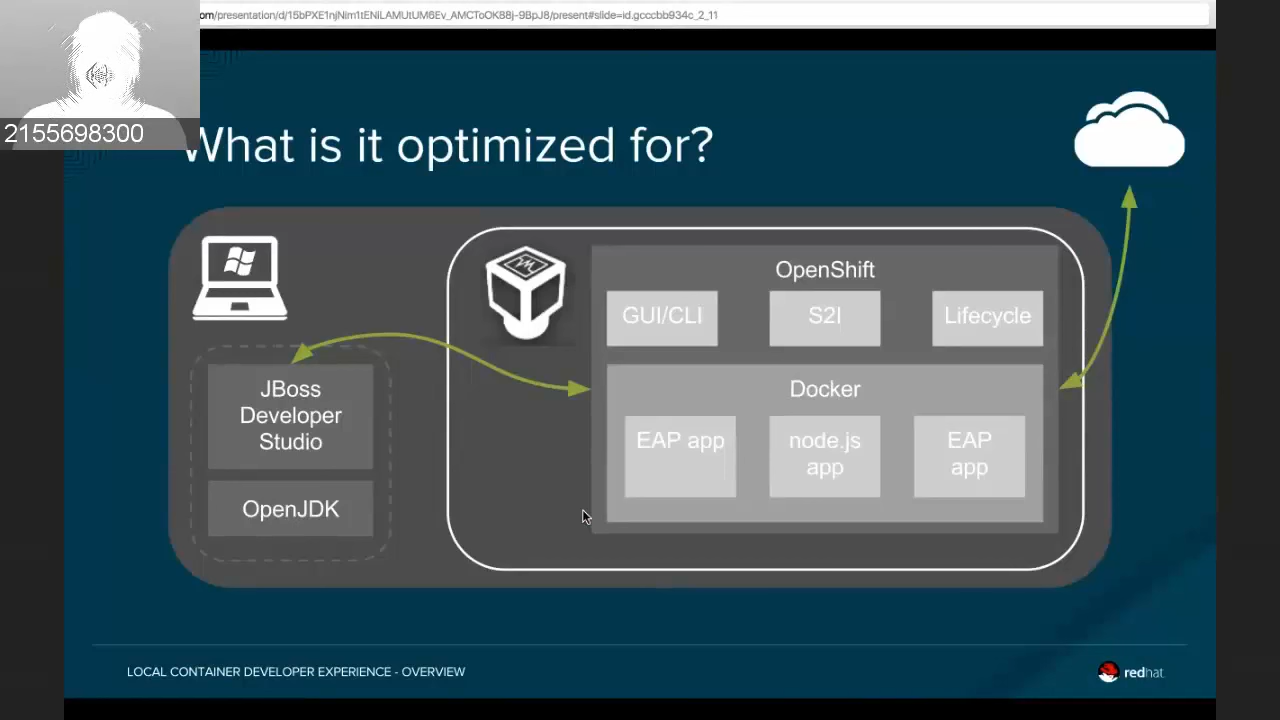 om/presentation/d/15bPXE1njNim1tENiLAMUtUM6Ev_AMCToOK88j-9BpJ8/present#slide=id.gcccbb934c_2_11
2155698300
What is it optimized for?
OpenShift
GUI/CLI
S2I
Lifecycle
JBoss
Developer
Studio
OpenJDK
Docker
EAP app
node.js
app
EAP
app
LOCAL CONTAINER DEVELOPER EXPERIENCE - OVERVIEW
redhat